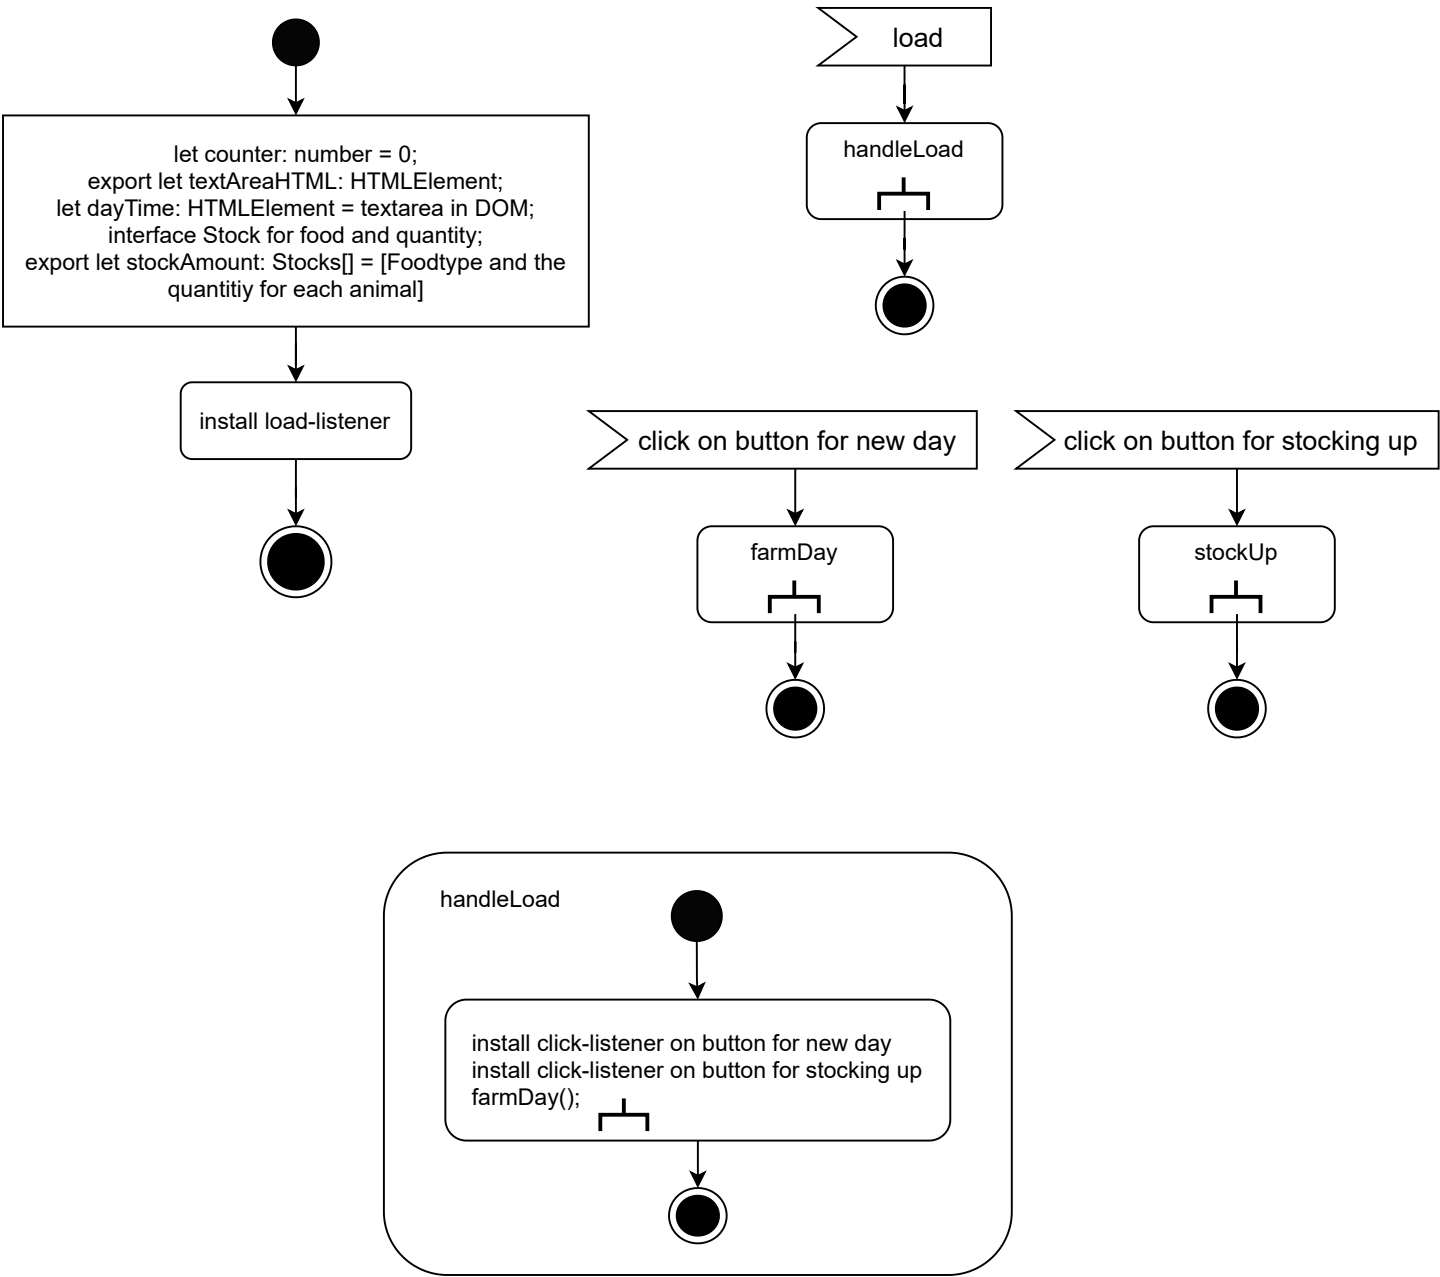 let counter: number = 0;
export let textAreaHTML: HTMLElement;
let dayTime: HTMLElement = textarea in DOM;
interface Stock for food and quantity;
export let stockAmount: Stocks[] = [Foodtype and the
quantitiy for each animal]
install load-listener
load
handleLoad
click on button for new day
farmDay
click on button for stocking up
stockUp
handleLoad
install click-listener on button for new day
install click-listener on button for stocking up
farmDay();